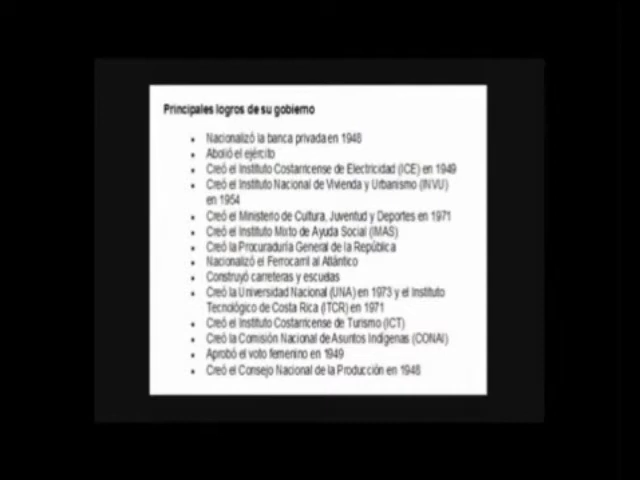 Principales logros de su gobierno
• Nacionalizó la banca privada en 1948
• Abolió el ejército
• Creó el Instituto Costarricense de Electricidad (ICE) en 1949
• Creó el Instituto Nacional de Vivienda y Urbanismo (INVU)
en 1954
• Creó el Ministerio de Cultura, Juventud y Deportes en 1971
• Creó el Instituto Mixto de Ayuda Social (IMAS)
• Creó la Procuraduría General de la República
• Nacionalizó el Ferrocarril al Atlántico
• Construyó carreteras y escuelas
• Creó la Universidad Nacional (UNA) en 1973 y el Instituto
Tecnológico de Costa Rica (ITCR) en 1971
• Creó el Instituto Costarricense de Turismo (ICT)
• Creó la Comisión Nacional de Asuntos Indígenas (CONAI)
• Aprobó el voto femenino en 1949
• Creó el Consejo Nacional de la Producción en 1948